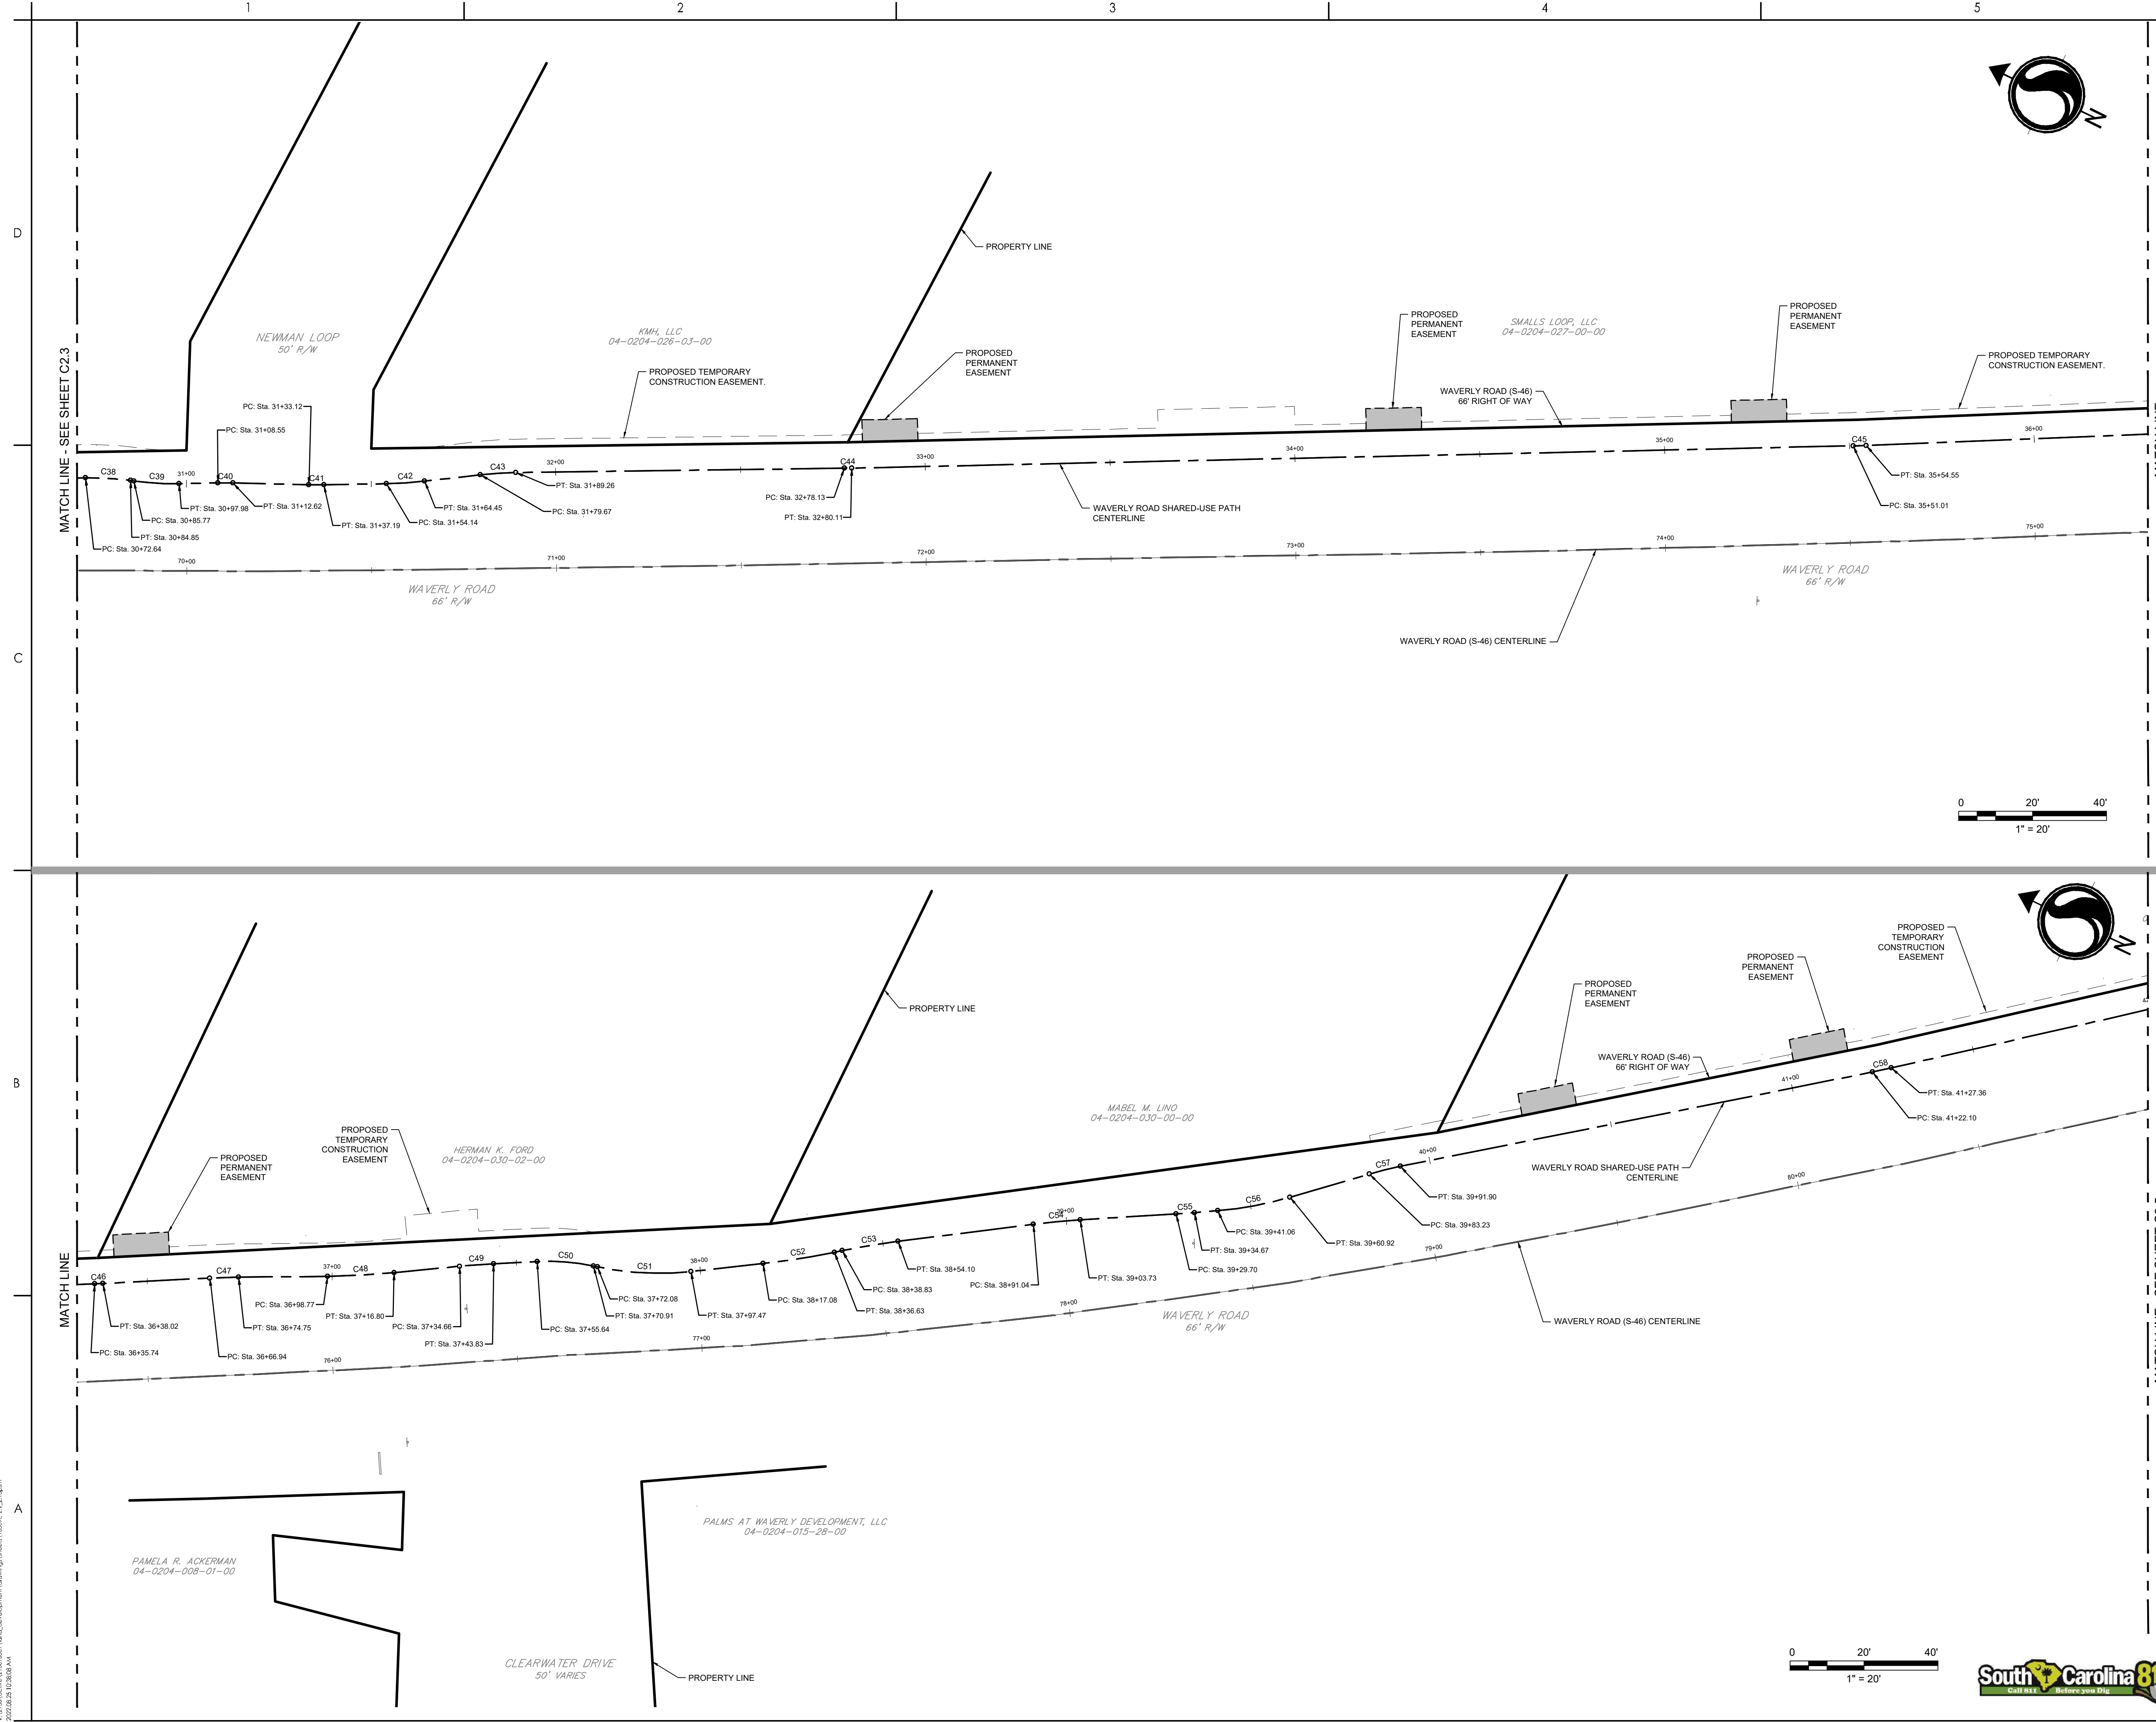 1
2
3
4
5
D
C
B
A
MATCH LINE - SEE SHEET C2.3
NEWMAN LOOP
50' R/W
KMH, LLC
04-0204-026-03-00
PROPERTY LINE
PROPOSED
PERMANENT
EASEMENT
PROPOSED TEMPORARY
CONSTRUCTION EASEMENT.
PROPOSED
PERMANENT
EASEMENT
SMALLS LOOP, LLC
04-0204-027-00-00
PROPOSED
PERMANENT
EASEMENT
PROPOSED TEMPORARY
CONSTRUCTION EASEMENT.
WAVERLY ROAD (S-46)
66' RIGHT OF WAY
N
PC: Sta. 31+33.12
PC: Sta. 31+08.55
C38
C39
31+00
C40
C41
C42
C43
32+00
C44
33+00
34+00
35+00
C45
36+00
PT: Sta. 30+97.98
PC: Sta. 30+85.77
PT: Sta. 30+84.85
PC: Sta. 30+72.64
PT: Sta. 31+12.62
PT: Sta. 31+37.19
PC: Sta. 31+54.14
PT: Sta. 31+64.45
PC: Sta. 31+79.67
PT: Sta. 31+89.26
PC: Sta. 32+78.13
PT: Sta. 32+80.11
WAVERLY ROAD SHARED-USE PATH
CENTERLINE
PT: Sta. 35+54.55
PC: Sta. 35+51.01
70+00
71+00
72+00
73+00
74+00
75+00
WAVERLY ROAD
66' R/W
WAVERLY ROAD
66' R/W
WAVERLY ROAD (S-46) CENTERLINE
0 20' 40'
1" = 20'
MATCH LINE
N
PROPERTY LINE
PROPOSED
TEMPORARY
CONSTRUCTION
EASEMENT
PROPOSED
PERMANENT
EASEMENT
PROPOSED
PERMANENT
EASEMENT
WAVERLY ROAD (S-46)
66' RIGHT OF WAY
MABEL M. LINO
04-0204-030-00-00
PROPOSED
TEMPORARY
CONSTRUCTION
EASEMENT
HERMAN K. FORD
04-0204-030-02-00
PROPOSED
PERMANENT
EASEMENT
WAVERLY ROAD SHARED-USE PATH
CENTERLINE
C46
C47
37+00
C48
C49
C50
C51
38+00
C52
C53
C54
39+00
C55
C56
C57
40+00
41+00
C58
PT: Sta. 36+38.02
PC: Sta. 36+35.74
PT: Sta. 36+74.75
PC: Sta. 36+66.94
PC: Sta. 36+98.77
PT: Sta. 37+16.80
PC: Sta. 37+34.66
PT: Sta. 37+43.83
PC: Sta. 37+55.64
PC: Sta. 37+72.08
PT: Sta. 37+70.91
PT: Sta. 37+97.47
PC: Sta. 38+17.08
PT: Sta. 38+36.63
PC: Sta. 38+38.83
PT: Sta. 38+54.10
PC: Sta. 38+91.04
PT: Sta. 39+03.73
PC: Sta. 39+29.70
PT: Sta. 39+34.67
PC: Sta. 39+41.06
PT: Sta. 39+60.92
PC: Sta. 39+83.23
PT: Sta. 39+91.90
PT: Sta. 41+27.36
PC: Sta. 41+22.10
76+00
77+00
78+00
79+00
80+00
WAVERLY ROAD
66' R/W
WAVERLY ROAD (S-46) CENTERLINE
PAMELA R. ACKERMAN
04-0204-008-01-00
PALMS AT WAVERLY DEVELOPMENT, LLC
04-0204-015-28-00
CLEARWATER DRIVE
50' VARIES
PROPERTY LINE
0 20' 40'
1" = 20'
South Carolina
Call 811 Before you Dig